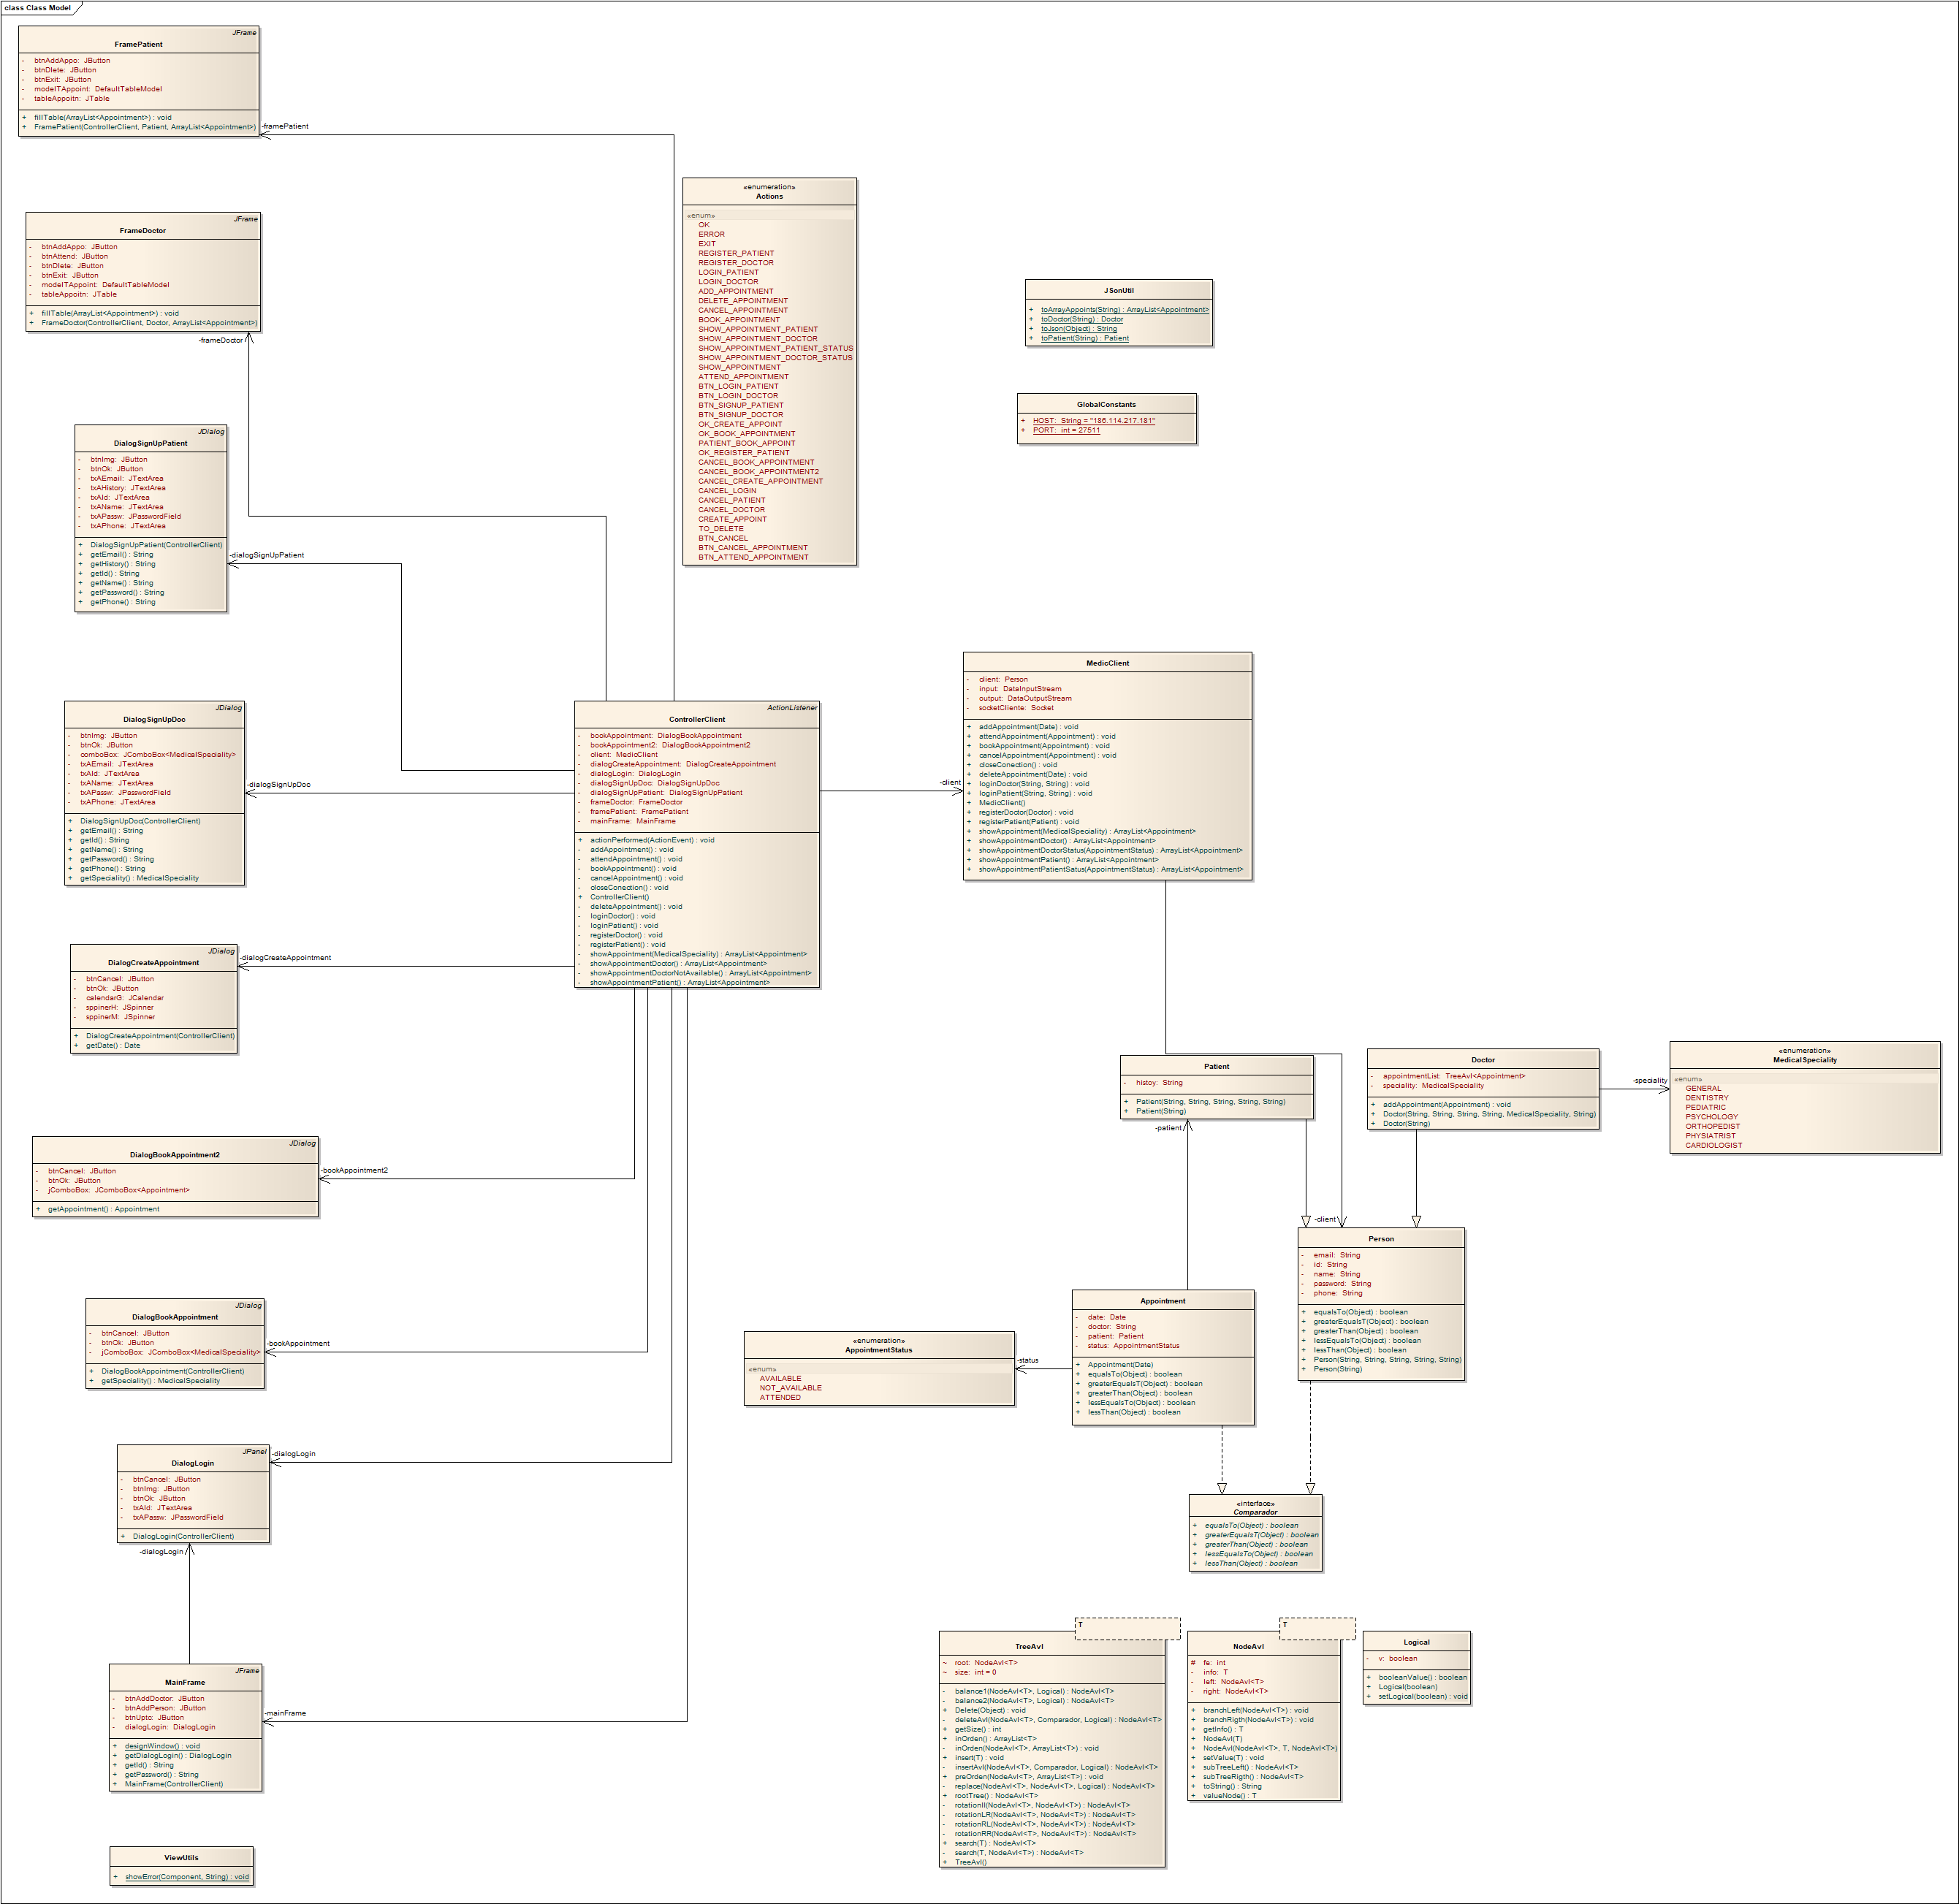 class Class Model
JFrame
FramePatient
- btnAddAppo: JButton
- btnDlete: JButton
- btnExit: JButton
- modelTAppoint: DefaultTableModel
- tableAppoitn: JTable
+ fillTable(ArrayList<Appointment>) : void
+ FramePatient(ControllerClient, Patient, ArrayList<Appointment>)
-framePatient
JFrame
FrameDoctor
- btnAddAppo: JButton
- btnAttend: JButton
- btnDlete: JButton
- btnExit: JButton
- modelTAppoint: DefaultTableModel
- tableAppoitn: JTable
+ fillTable(ArrayList<Appointment>) : void
+ FrameDoctor(ControllerClient, Doctor, ArrayList<Appointment>)
-frameDoctor
«enumeration»
Actions
«enum»
OK
ERROR
EXIT
REGISTER_PATIENT
REGISTER_DOCTOR
LOGIN_PATIENT
LOGIN_DOCTOR
ADD_APPOINTMENT
DELETE_APPOINTMENT
CANCEL_APPOINTMENT
BOOK_APPOINTMENT
SHOW_APPOINTMENT_PATIENT
SHOW_APPOINTMENT_DOCTOR
SHOW_APPOINTMENT_PATIENT_STATUS
SHOW_APPOINTMENT_DOCTOR_STATUS
SHOW_APPOINTMENT
ATTEND_APPOINTMENT
BTN_LOGIN_PATIENT
BTN_LOGIN_DOCTOR
BTN_SIGNUP_PATIENT
BTN_SIGNUP_DOCTOR
OK_CREATE_APPOINT
OK_BOOK_APPOINTMENT
PATIENT_BOOK_APPOINT
OK_REGISTER_PATIENT
CANCEL_BOOK_APPOINTMENT
CANCEL_BOOK_APPOINTMENT2
CANCEL_CREATE_APPOINTMENT
CANCEL_LOGIN
CANCEL_PATIENT
CANCEL_DOCTOR
CREATE_APPOINT
TO_DELETE
BTN_CANCEL
BTN_CANCEL_APPOINTMENT
BTN_ATTEND_APPOINTMENT
JSonUtil
+ toArrayAppoints(String) : ArrayList<Appointment>
+ toDoctor(String) : Doctor
+ toJson(Object) : String
+ toPatient(String) : Patient
GlobalConstants
+ HOST: String = "186.114.217.181"
+ PORT: int = 27511
JDialog
DialogSignUpPatient
- btnImg: JButton
- btnOk: JButton
- txAEmail: JTextArea
- txAHistory: JTextArea
- txAId: JTextArea
- txAName: JTextArea
- txAPassw: JPasswordField
- txAPhone: JTextArea
+ DialogSignUpPatient(ControllerClient)
+ getEmail() : String
+ getHistory() : String
+ getId() : String
+ getName() : String
+ getPassword() : String
+ getPhone() : String
-dialogSignUpPatient
JDialog
DialogSignUpDoc
- btnImg: JButton
- btnOk: JButton
- comboBox: JComboBox<MedicalSpeciality>
- txAEmail: JTextArea
- txAId: JTextArea
- txAName: JTextArea
- txAPassw: JPasswordField
- txAPhone: JTextArea
+ DialogSignUpDoc(ControllerClient)
+ getEmail() : String
+ getId() : String
+ getName() : String
+ getPassword() : String
+ getPhone() : String
+ getSpeciality() : MedicalSpeciality
-dialogSignUpDoc
ActionListener
ControllerClient
- bookAppointment: DialogBookAppointment
- bookAppointment2: DialogBookAppointment2
- client: MedicClient
- dialogCreateAppointment: DialogCreateAppointment
- dialogLogin: DialogLogin
- dialogSignUpDoc: DialogSignUpDoc
- dialogSignUpPatient: DialogSignUpPatient
- frameDoctor: FrameDoctor
- framePatient: FramePatient
- mainFrame: MainFrame
+ actionPerformed(ActionEvent) : void
- addAppointment() : void
- attendAppointment() : void
- bookAppointment() : void
- cancelAppointment() : void
- closeConection() : void
+ ControllerClient()
- deleteAppointment() : void
- loginDoctor() : void
- loginPatient() : void
- registerDoctor() : void
- registerPatient() : void
- showAppointment(MedicalSpeciality) : ArrayList<Appointment>
- showAppointmentDoctor() : ArrayList<Appointment>
- showAppointmentDoctorNotAvailable() : ArrayList<Appointment>
- showAppointmentPatient() : ArrayList<Appointment>
-client
MedicClient
- client: Person
- input: DataInputStream
- output: DataOutputStream
- socketCliente: Socket
+ addAppointment(Date) : void
+ attendAppointment(Appointment) : void
+ bookAppointment(Appointment) : void
+ cancelAppointment(Appointment) : void
+ closeConection() : void
+ deleteAppointment(Date) : void
+ loginDoctor(String, String) : void
+ loginPatient(String, String) : void
+ MedicClient()
+ registerDoctor(Doctor) : void
+ registerPatient(Patient) : void
+ showAppointment(MedicalSpeciality) : ArrayList<Appointment>
+ showAppointmentDoctor() : ArrayList<Appointment>
+ showAppointmentDoctorStatus(AppointmentStatus) : ArrayList<Appointment>
+ showAppointmentPatient() : ArrayList<Appointment>
+ showAppointmentPatientSatus(AppointmentStatus) : ArrayList<Appointment>
JDialog
DialogCreateAppointment
- btnCancel: JButton
- btnOk: JButton
- calendarG: JCalendar
- sppinerH: JSpinner
- sppinerM: JSpinner
+ DialogCreateAppointment(ControllerClient)
+ getDate() : Date
-dialogCreateAppointment
Patient
- histoy: String
+ Patient(String, String, String, String, String)
+ Patient(String)
-patient
Doctor
- appointmentList: TreeAvl<Appointment>
- speciality: MedicalSpeciality
+ addAppointment(Appointment) : void
+ Doctor(String, String, String, String, MedicalSpeciality, String)
+ Doctor(String)
-speciality
«enumeration»
MedicalSpeciality
«enum»
GENERAL
DENTISTRY
PEDIATRIC
PSYCHOLOGY
ORTHOPEDIST
PHYSIATRIST
CARDIOLOGIST
JDialog
DialogBookAppointment2
- btnCancel: JButton
- btnOk: JButton
- jComboBox: JComboBox<Appointment>
+ getAppointment() : Appointment
-bookAppointment2
-client
Person
- email: String
- id: String
- name: String
- password: String
- phone: String
+ equalsTo(Object) : boolean
+ greaterEqualsT(Object) : boolean
+ greaterThan(Object) : boolean
+ lessEqualsTo(Object) : boolean
+ lessThan(Object) : boolean
+ Person(String, String, String, String, String)
+ Person(String)
JDialog
DialogBookAppointment
- btnCancel: JButton
- btnOk: JButton
- jComboBox: JComboBox<MedicalSpeciality>
+ DialogBookAppointment(ControllerClient)
+ getSpeciality() : MedicalSpeciality
-bookAppointment
«enumeration»
AppointmentStatus
«enum»
AVAILABLE
NOT_AVAILABLE
ATTENDED
-status
Appointment
- date: Date
- doctor: String
- patient: Patient
- status: AppointmentStatus
+ Appointment(Date)
+ equalsTo(Object) : boolean
+ greaterEqualsT(Object) : boolean
+ greaterThan(Object) : boolean
+ lessEqualsTo(Object) : boolean
+ lessThan(Object) : boolean
JPanel
DialogLogin
- btnCancel: JButton
- btnImg: JButton
- btnOk: JButton
- txAId: JTextArea
- txAPassw: JPasswordField
+ DialogLogin(ControllerClient)
-dialogLogin
-dialogLogin
«interface»
Comparador
+ equalsTo(Object) : boolean
+ greaterEqualsT(Object) : boolean
+ greaterThan(Object) : boolean
+ lessEqualsTo(Object) : boolean
+ lessThan(Object) : boolean
JFrame
MainFrame
- btnAddDoctor: JButton
- btnAddPerson: JButton
- btnUptc: JButton
- dialogLogin: DialogLogin
+ designWindow() : void
+ getDialogLogin() : DialogLogin
+ getId() : String
+ getPassword() : String
+ MainFrame(ControllerClient)
-mainFrame
T
TreeAvl
~ root: NodeAvl<T>
~ size: int = 0
- balance1(NodeAvl<T>, Logical) : NodeAvl<T>
- balance2(NodeAvl<T>, Logical) : NodeAvl<T>
+ Delete(Object) : void
- deleteAvl(NodeAvl<T>, Comparador, Logical) : NodeAvl<T>
+ getSize() : int
+ inOrden() : ArrayList<T>
- inOrden(NodeAvl<T>, ArrayList<T>) : void
+ insert(T) : void
- insertAvl(NodeAvl<T>, Comparador, Logical) : NodeAvl<T>
+ preOrden(NodeAvl<T>, ArrayList<T>) : void
- replace(NodeAvl<T>, NodeAvl<T>, Logical) : NodeAvl<T>
+ rootTree() : NodeAvl<T>
- rotationII(NodeAvl<T>, NodeAvl<T>) : NodeAvl<T>
- rotationLR(NodeAvl<T>, NodeAvl<T>) : NodeAvl<T>
- rotationRL(NodeAvl<T>, NodeAvl<T>) : NodeAvl<T>
- rotationRR(NodeAvl<T>, NodeAvl<T>) : NodeAvl<T>
+ search(T) : NodeAvl<T>
- search(T, NodeAvl<T>) : NodeAvl<T>
+ TreeAvl()
T
NodeAvl
# fe: int
- info: T
- left: NodeAvl<T>
- right: NodeAvl<T>
+ branchLeft(NodeAvl<T>) : void
+ branchRigth(NodeAvl<T>) : void
+ getInfo() : T
+ NodeAvl(T)
+ NodeAvl(NodeAvl<T>, T, NodeAvl<T>)
+ setValue(T) : void
+ subTreeLeft() : NodeAvl<T>
+ subTreeRigth() : NodeAvl<T>
+ toString() : String
+ valueNode() : T
Logical
- v: boolean
+ booleanValue() : boolean
+ Logical(boolean)
+ setLogical(boolean) : void
ViewUtils
+ showError(Component, String) : void